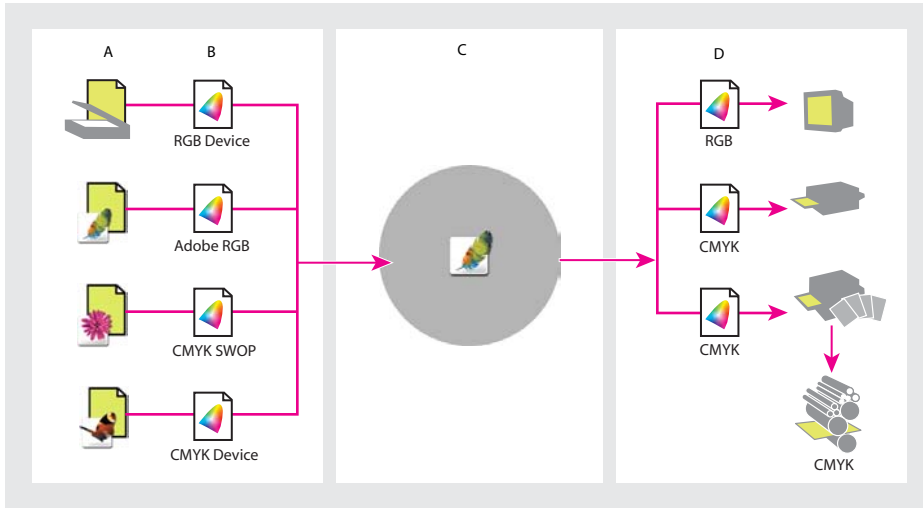 A
B
C
D
RGB Device
RGB
Adobe RGB
CMYK
CMYK SWOP
CMYK
CMYK Device
CMYK